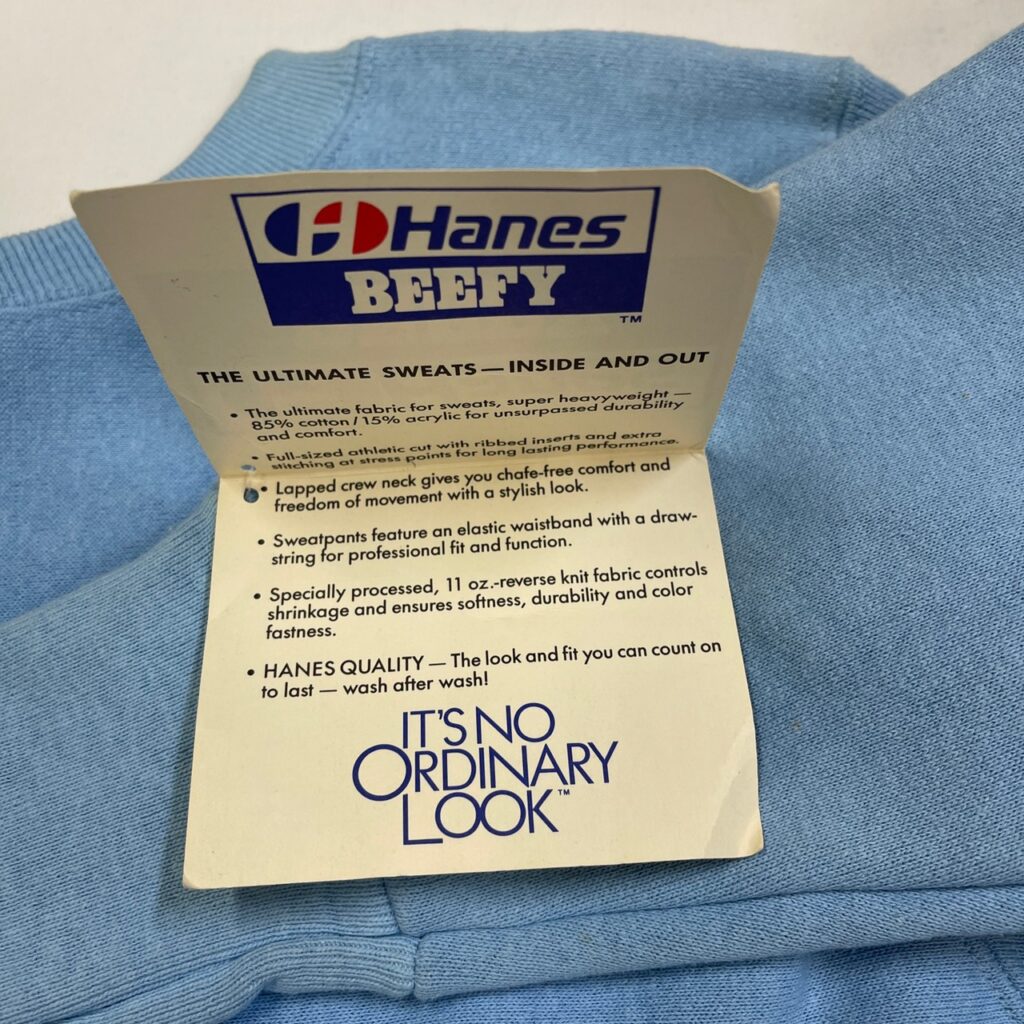 Hanes
BEEFY
TM
THE ULTIMATE SWEATS — INSIDE AND OUT
• The ultimate fabric for sweats, super heavyweight —
85% cotton / 15% acrylic for unsurpassed durability
and comfort.
• Full-sized athletic cut with ribbed inserts and extra
stitching at stress points for long lasting performance.
• Lapped crew neck gives you chafe-free comfort and
freedom of movement with a stylish look.
• Sweatpants feature an elastic waistband with a draw-
string for professional fit and function.
• Specially processed, 11 oz.-reverse knit fabric controls
shrinkage and ensures softness, durability and color
fastness.
• HANES QUALITY — The look and fit you can count on
to last — wash after wash!
IT'S NO
ORDINARY
LOOK™